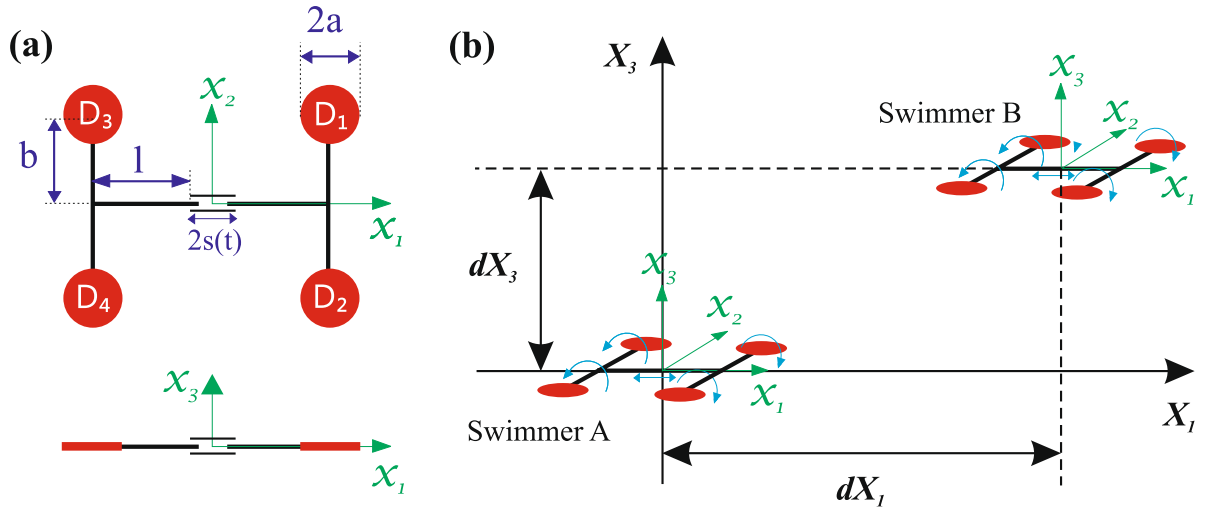 (a)
2a
D₃
x₂
D₁
b
l
2s(t)
x₁
D₄
D₂
x₃
x₁
(b)
X₃
x₃
Swimmer B
x₂
x₁
dX₃
x₃
x₂
x₁
Swimmer A
X₁
dX₁